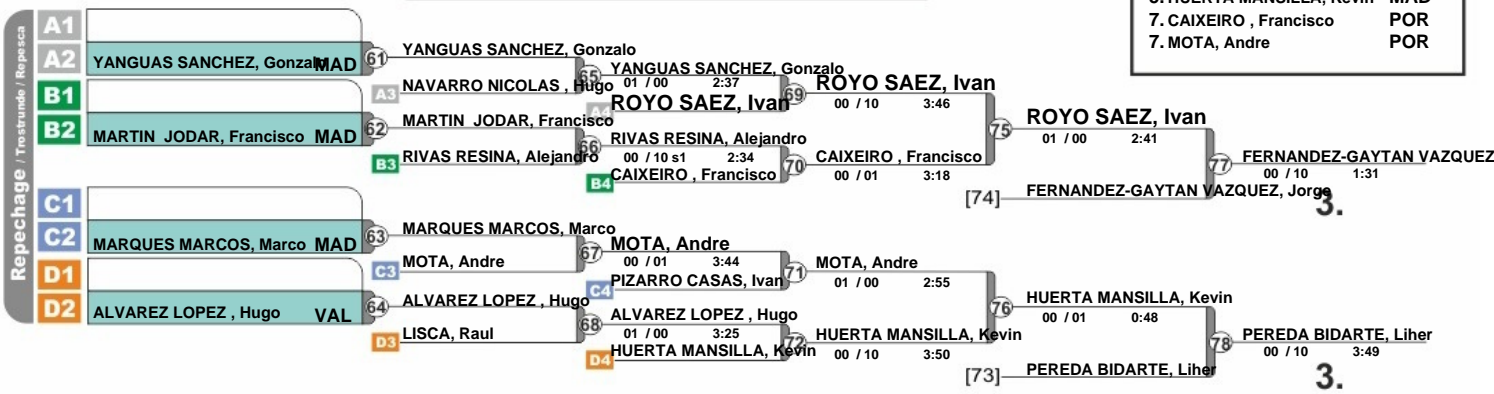 5. HUERTA MANSILLA, Kevin MAD
7. CAIXEIRO , Francisco POR
7. MOTA, Andre POR
Repechage / Trostrunde / Repesca
A1
A2 YANGUAS SANCHEZ, Gonzalo MAD 61 YANGUAS SANCHEZ, Gonzalo
A3 NAVARRO NICOLAS , Hugo
65 YANGUAS SANCHEZ, Gonzalo
01 / 00 2:37
A4 ROYO SAEZ, Ivan
69 ROYO SAEZ, Ivan
00 / 10 3:46
B1
B2 MARTIN JODAR, Francisco MAD 62 MARTIN JODAR, Francisco
B3 RIVAS RESINA, Alejandro
66 RIVAS RESINA, Alejandro
00 / 10 s1 2:34
B4 CAIXEIRO , Francisco
70 CAIXEIRO , Francisco
00 / 01 3:18
75 ROYO SAEZ, Ivan
01 / 00 2:41
[74] FERNANDEZ-GAYTAN VAZQUEZ, Jorge
77 FERNANDEZ-GAYTAN VAZQUEZ
00 / 10 1:31
3.
C1
C2 MARQUES MARCOS, Marco MAD 63 MARQUES MARCOS, Marco
C3 MOTA, Andre
67 MOTA, Andre
00 / 01 3:44
C4 PIZARRO CASAS, Ivan
71 MOTA, Andre
01 / 00 2:55
D1
D2 ALVAREZ LOPEZ , Hugo VAL 64 ALVAREZ LOPEZ , Hugo
D3 LISCA, Raul
68 ALVAREZ LOPEZ , Hugo
01 / 00 3:25
D4 HUERTA MANSILLA, Kevin
72 HUERTA MANSILLA, Kevin
00 / 10 3:50
76 HUERTA MANSILLA, Kevin
00 / 01 0:48
[73] PEREDA BIDARTE, Liher
78 PEREDA BIDARTE, Liher
00 / 10 3:49
3.